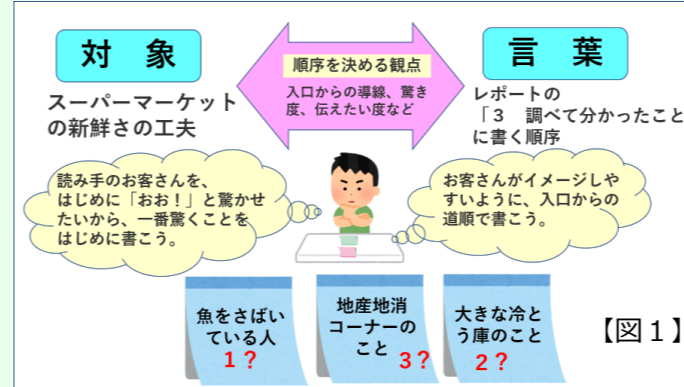 対　象
順序を決める観点
入口からの導線、驚き
度、伝えたい度など
言　葉
スーパーマーケット
の新鮮さの工夫
レポートの
「３　調べて分かったこと
に書く順序
読み手のお客さんを、
はじめに「おお！」と驚かせ
たいから、一番驚くことを
はじめに書こう。
お客さんがイメージしや
すいように、入口からの
道順で書こう。
魚をさばい
ている人
１？
地産地消
コーナーの
こと
３？
大きな冷と
う庫のこと
２？
【図１】